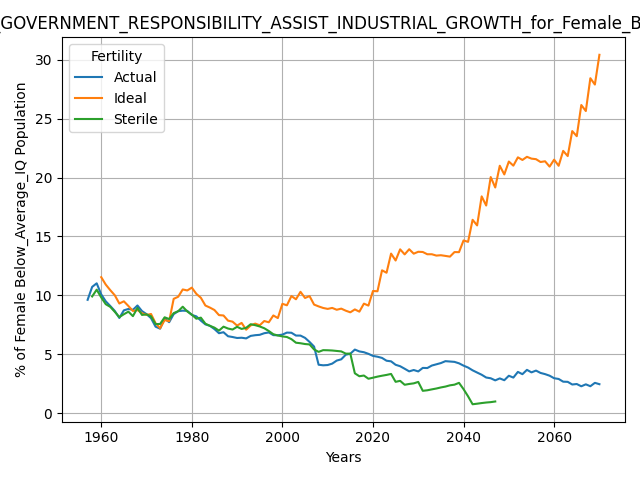 _GOVERNMENT_RESPONSIBILITY_ASSIST_INDUSTRIAL_GROWTH_for_Female_B
Fertility
Actual
Ideal
Sterile
% of Female Below_Average_IQ Population
30
25
20
15
10
5
0
1960 1980 2000 2020 2040 2060
Years